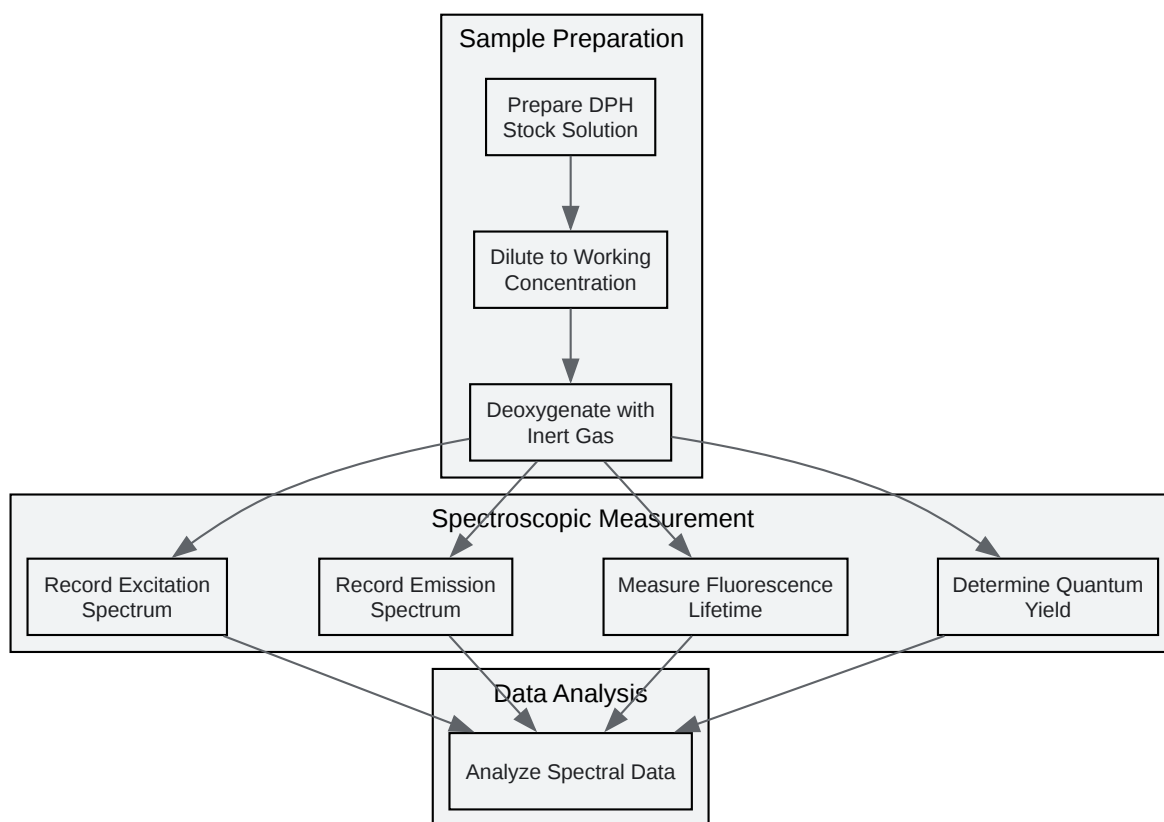 Sample Preparation
Prepare DPH
Stock Solution
Dilute to Working
Concentration
Deoxygenate with
Inert Gas
Spectroscopic Measurement
Record Excitation
Spectrum
Record Emission
Spectrum
Measure Fluorescence
Lifetime
Determine Quantum
Yield
Data Analysis
Analyze Spectral Data